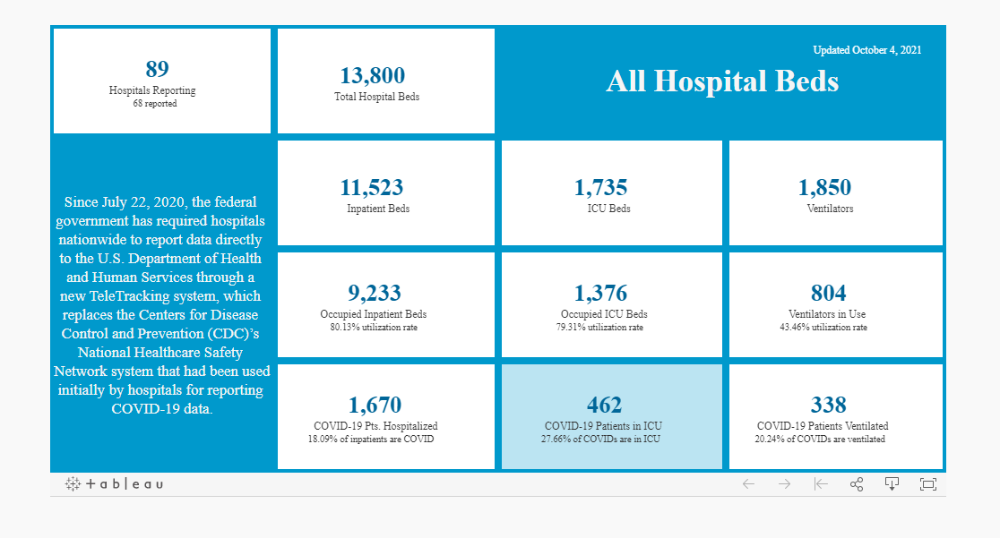 89
Hospitals Reporting
68 reported
13,800
Total Hospital Beds
Updated October 4, 2021
All Hospital Beds
Since July 22, 2020, the federal
government has required hospitals
nationwide to report data directly
to the U.S. Department of Health
and Human Services through a
new TeleTracking system, which
replaces the Centers for Disease
Control and Prevention (CDC)’s
National Healthcare Safety
Network system that had been used
initially by hospitals for reporting
COVID-19 data.
11,523
Inpatient Beds
1,735
ICU Beds
1,850
Ventilators
9,233
Occupied Inpatient Beds
80.13% utilization rate
1,376
Occupied ICU Beds
79.31% utilization rate
804
Ventilators in Use
43.46% utilization rate
1,670
COVID-19 Pts. Hospitalized
18.09% of inpatients are COVID
462
COVID-19 Patients in ICU
27.66% of COVIDs are in ICU
338
COVID-19 Patients Ventilated
20.24% of COVIDs are ventilated
+ableau